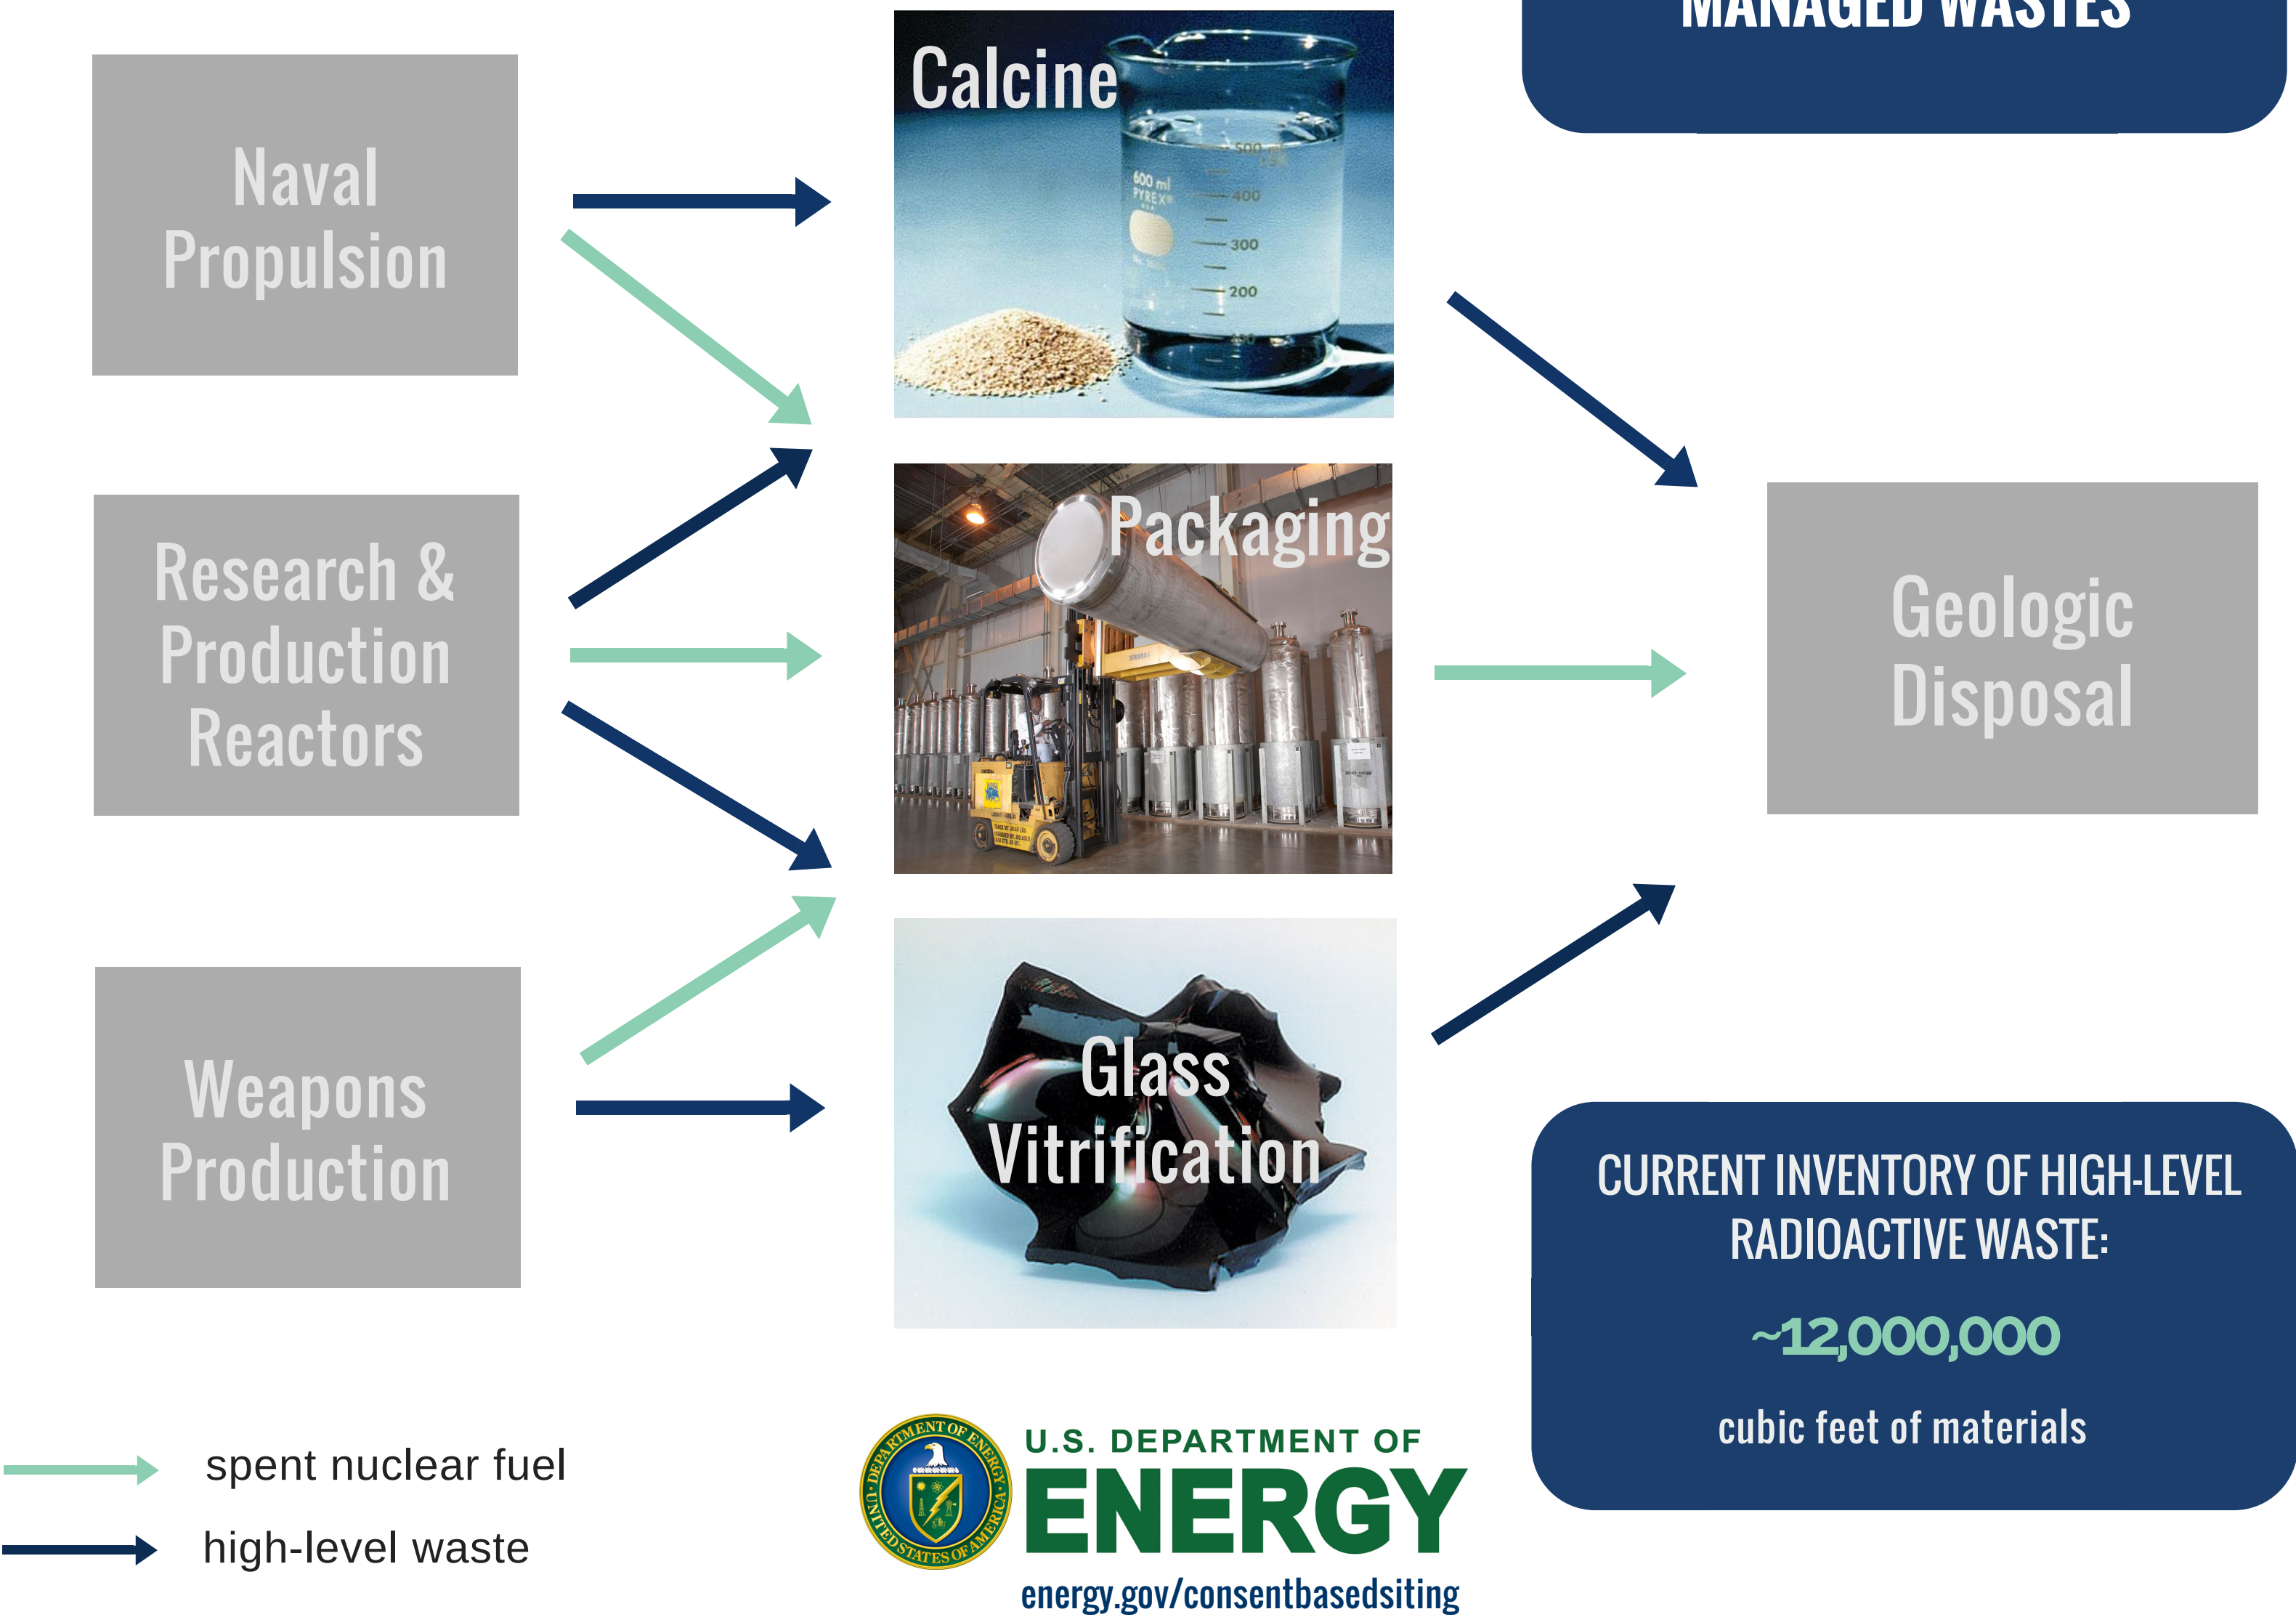 MANAGED WASTES
Calcine
500 ml
600 ml
PYREX®
400
300
200
100
Naval
Propulsion
Packaging
Research &
Production
Reactors
Geologic
Disposal
Glass
Vitrification
Weapons
Production
CURRENT INVENTORY OF HIGH-LEVEL
RADIOACTIVE WASTE:
~12,000,000
cubic feet of materials
spent nuclear fuel
high-level waste
DEPARTMENT OF ENERGY
UNITED STATES OF AMERICA
U.S. DEPARTMENT OF
ENERGY
energy.gov/consentbasedsiting